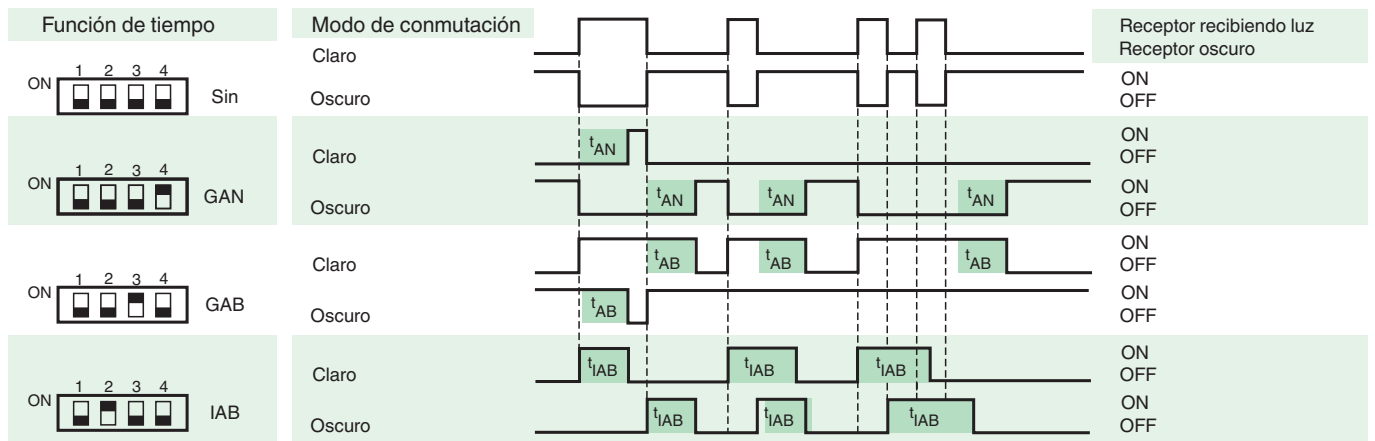 Función de tiempo
Modo de conmutación
Claro
Receptor recibiendo luz
Receptor oscuro
ON 1 2 3 4 Sin
Oscuro
ON
OFF
ON 1 2 3 4 GAN
Claro tAN
ON
OFF
Oscuro tAN tAN tAN
ON
OFF
ON 1 2 3 4 GAB
Claro tAB tAB tAB
ON
OFF
Oscuro tAB
ON
OFF
ON 1 2 3 4 IAB
Claro tIAB tIAB tIAB
ON
OFF
Oscuro tIAB tIAB tIAB
ON
OFF